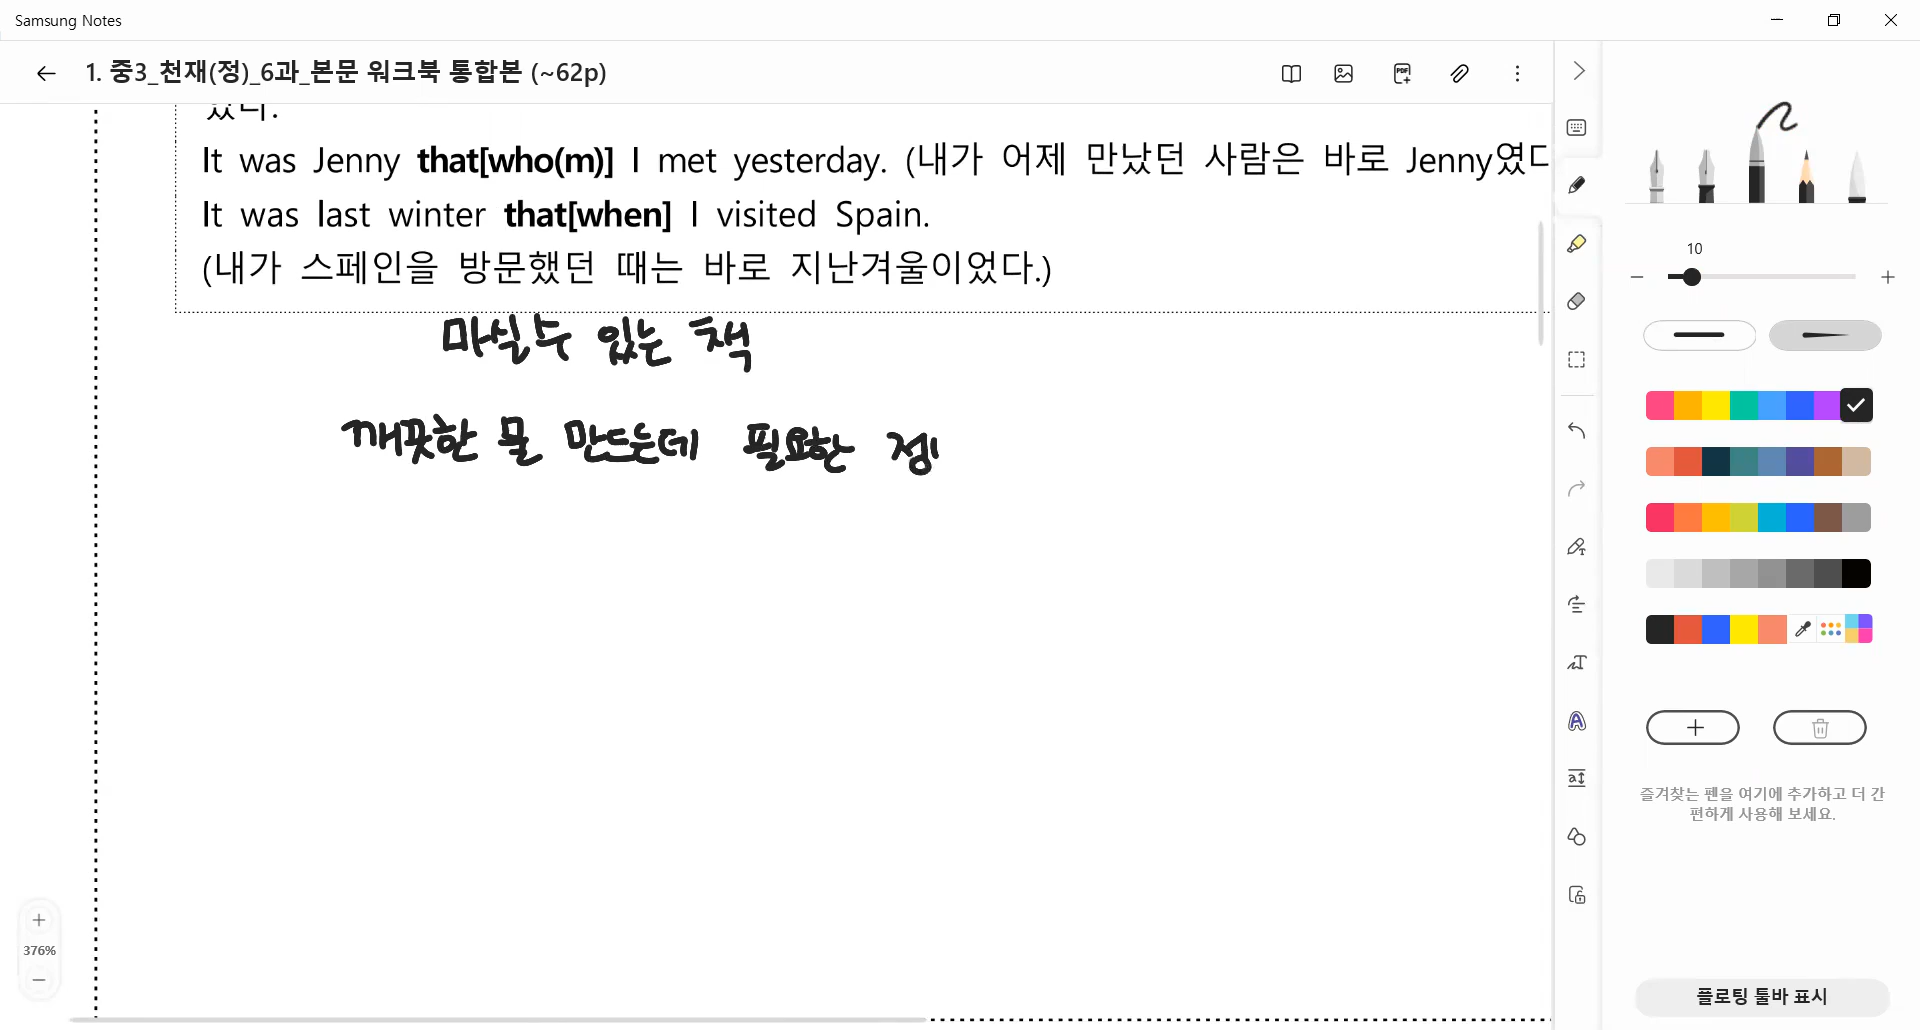 Samsung Notes
1. 중3_천재(정)_6과_본문 워크북 통합본 (~62p)
PDF
었다.
It was Jenny that[who(m)] I met yesterday. (내가 어제 만났던 사람은 바로 Jenny였다
It was last winter that[when] I visited Spain.
(내가 스페인을 방문했던 때는 바로 지난겨울이었다.)
마실수 있는 책
깨끗한 물 만드는데 필요한
10
즐겨찾는 펜을 여기에 추가하고 더 간
편하게 사용해 보세요.
376%
플로팅 툴바 표시